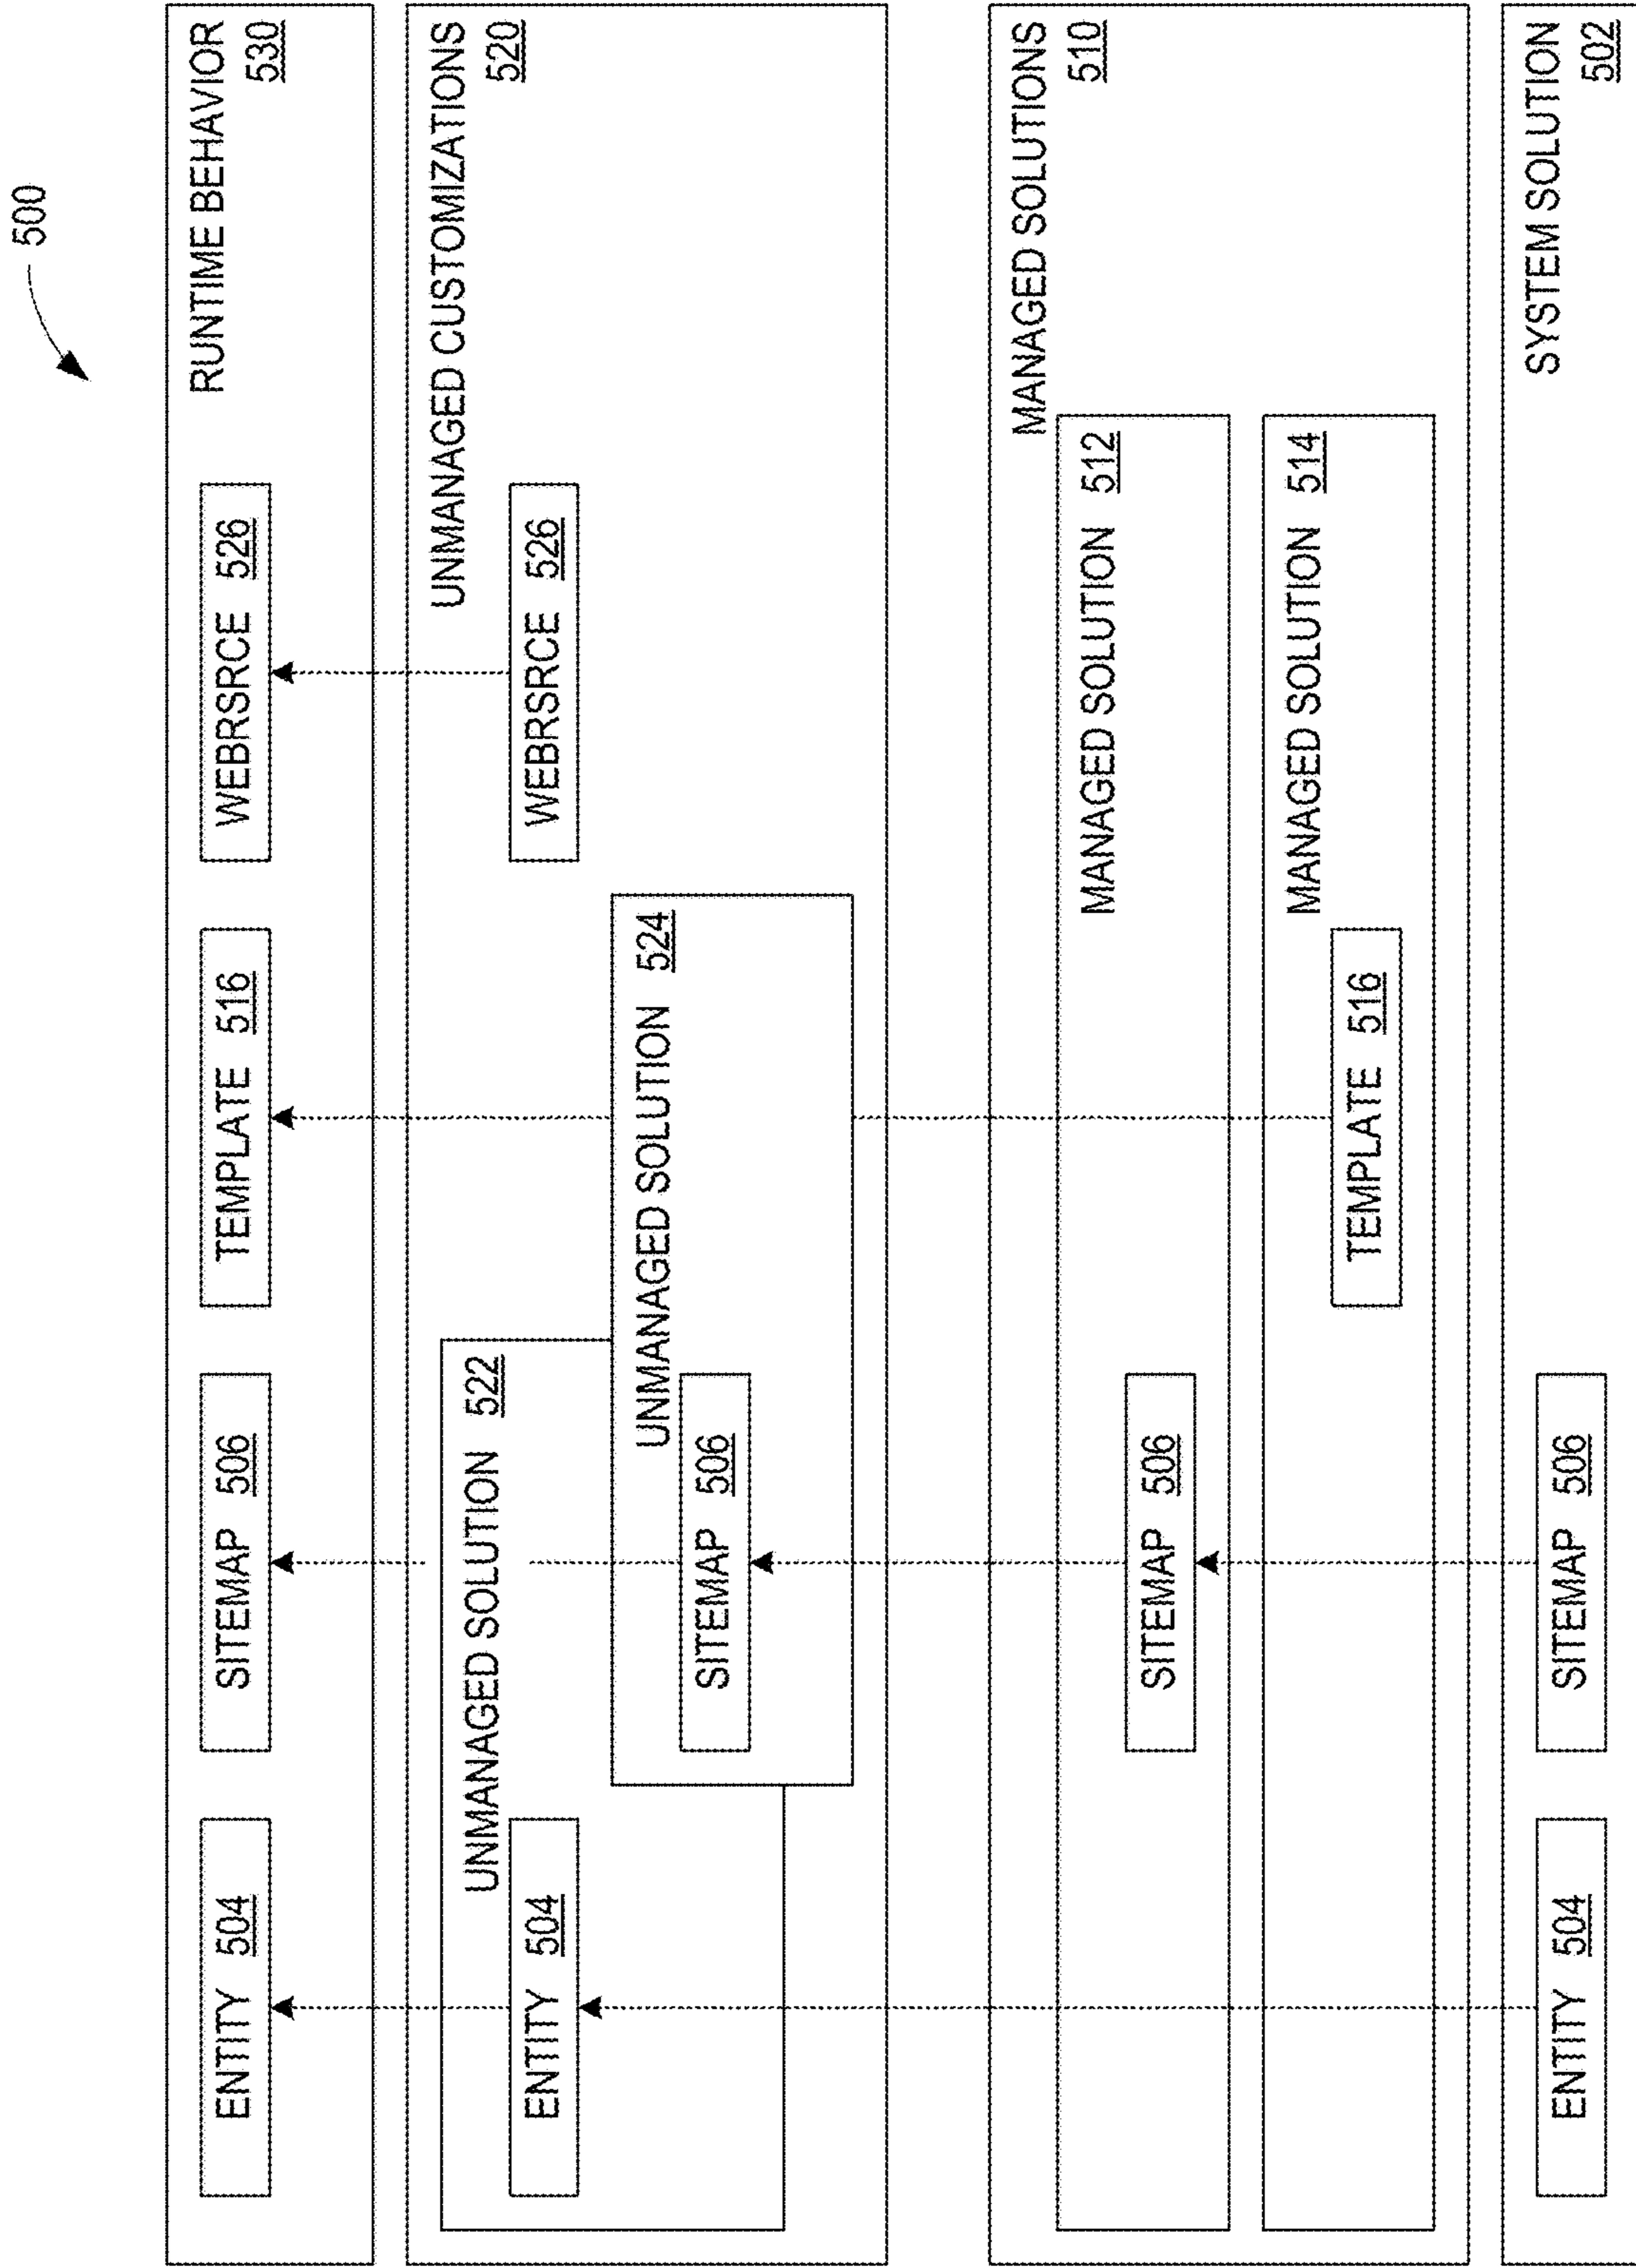 500
RUNTIME BEHAVIOR
530
ENTITY 504
SITEMAP 506
TEMPLATE 516
WEBRSRCE 526
UNMANAGED CUSTOMIZATIONS
520
UNMANAGED SOLUTION 522
ENTITY 504
WEBRSRCE 526
UNMANAGED SOLUTION 524
SITEMAP 506
MANAGED SOLUTIONS
510
MANAGED SOLUTION 512
SITEMAP 506
MANAGED SOLUTION 514
TEMPLATE 516
SYSTEM SOLUTION
502
ENTITY 504
SITEMAP 506